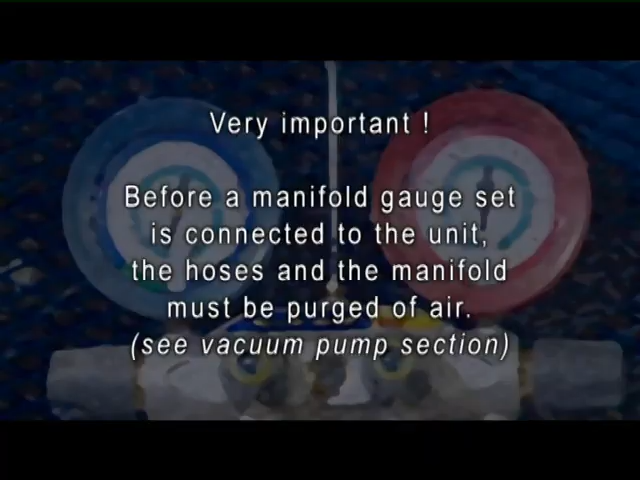 Very important !
Before a manifold gauge set
is connected to the unit,
the hoses and the manifold
must be purged of air.
(see vacuum pump section)